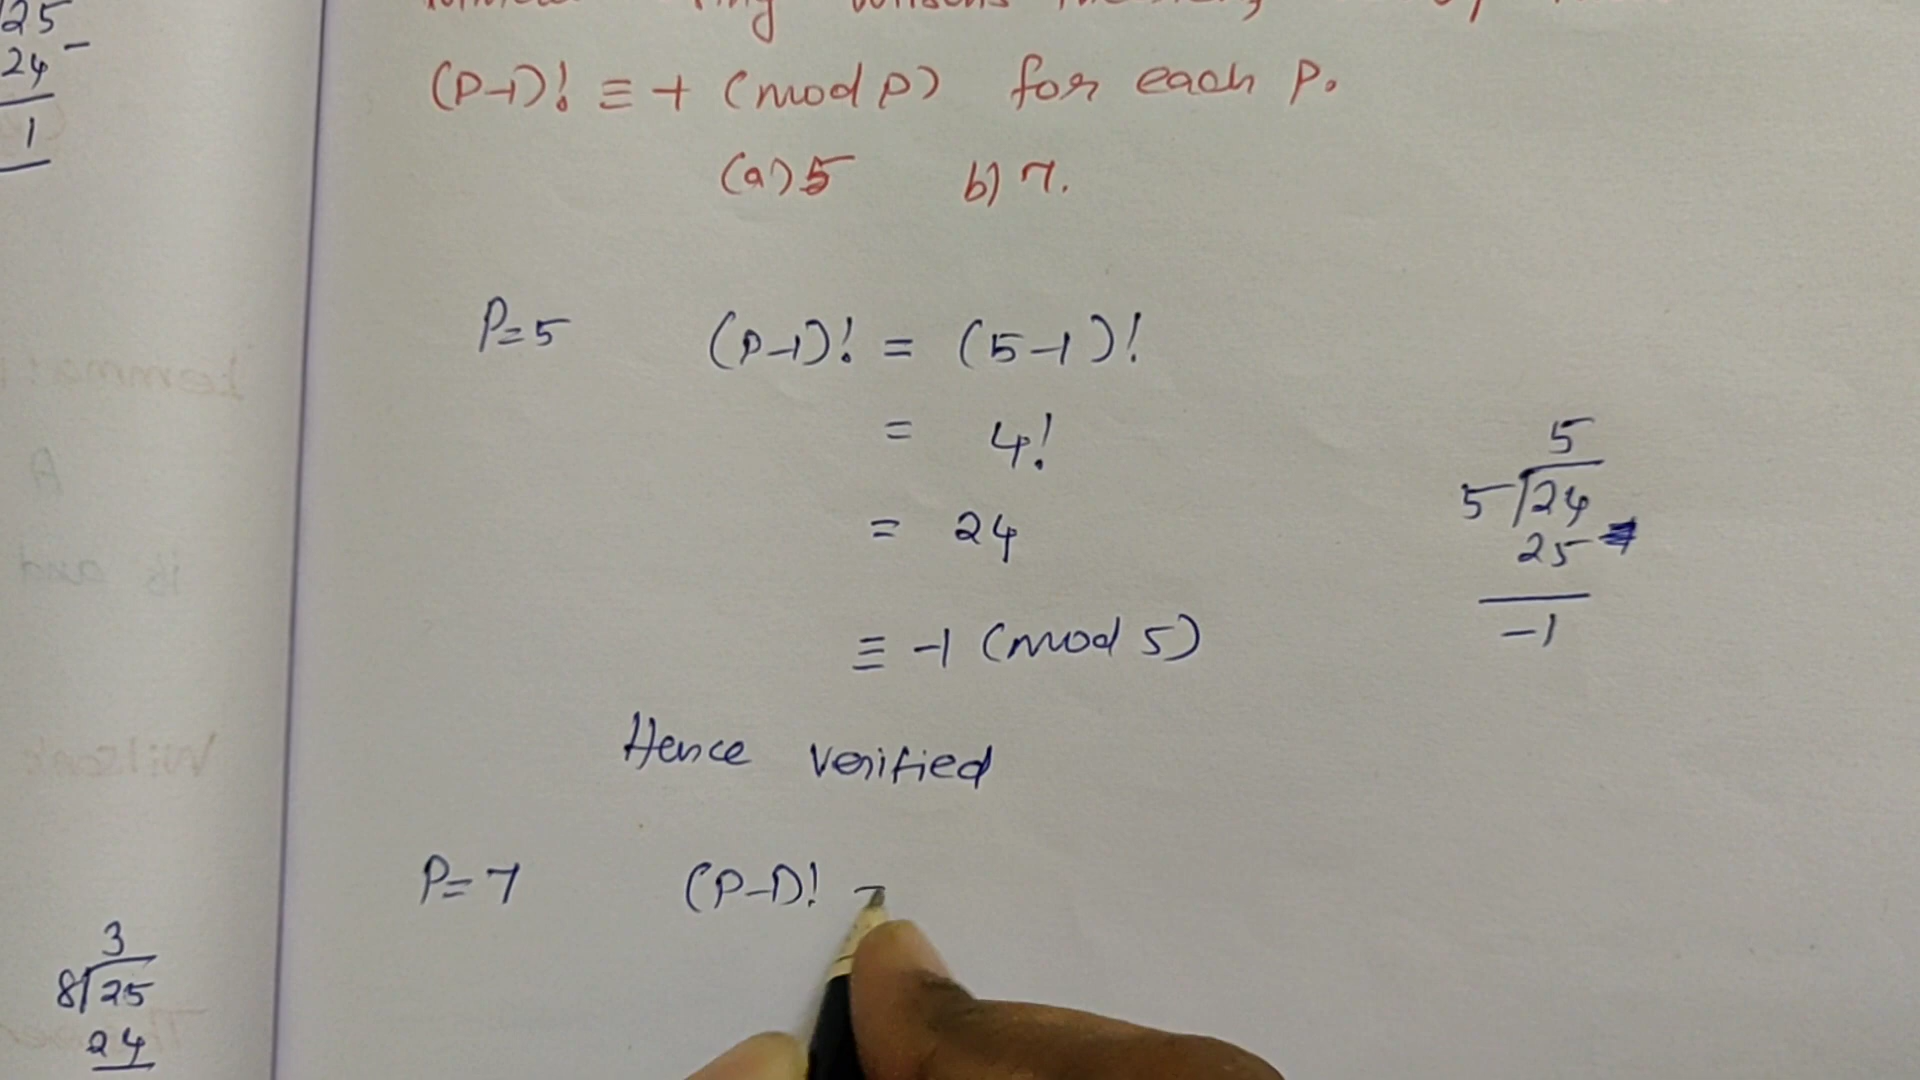 25
24 -
1
(P-1)! ≡ -1 (mod P) for each P.
(a) 5 b) 7.
P=5 (P-1)! = (5-1)!
= 4!
= 24
≡ -1 (mod 5)
Hence verified
5
5 24
25 -
-1
P=7 (P-1)!
3
8 25
24